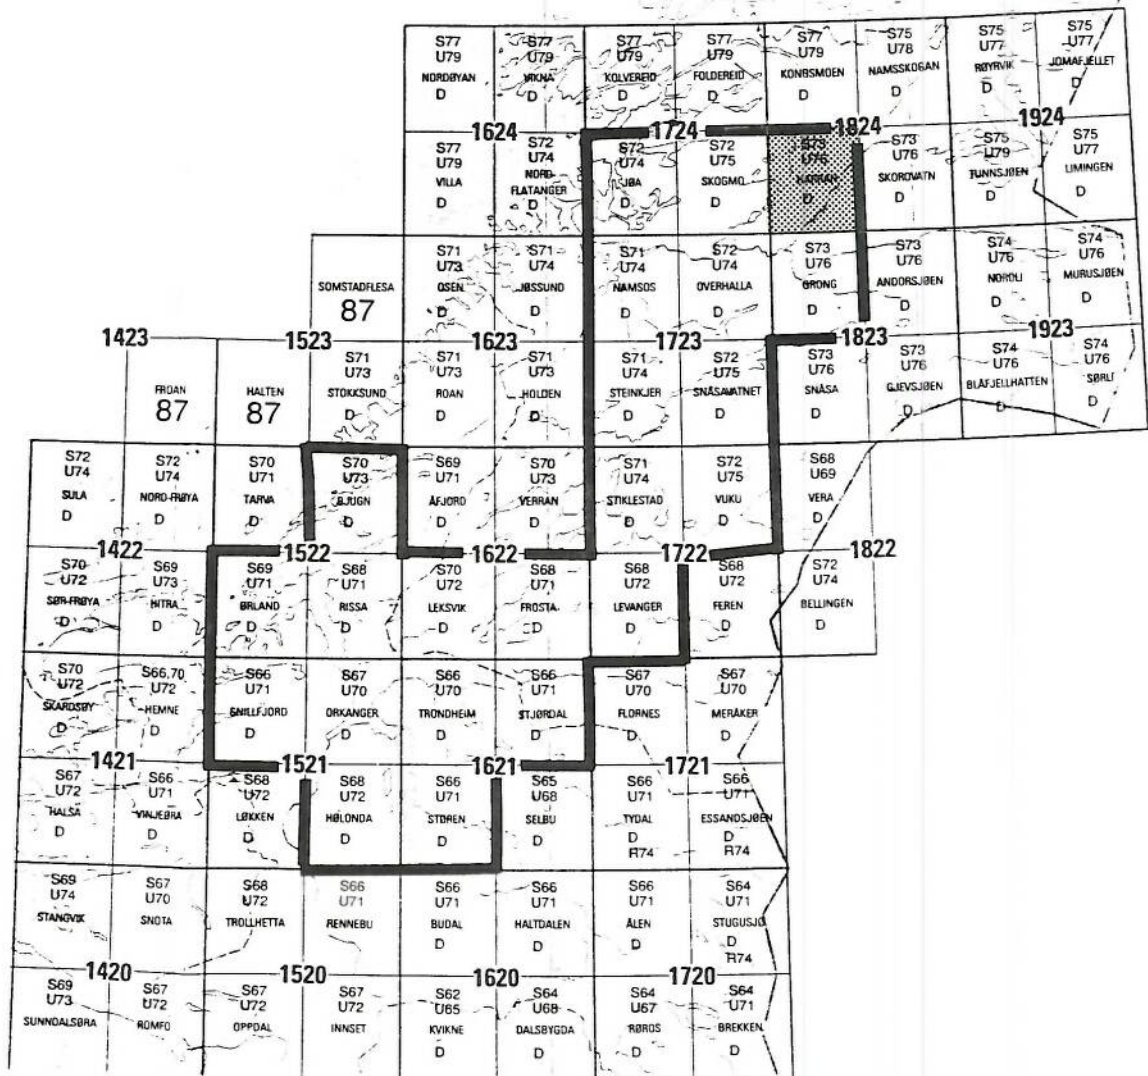 S77 S77 S77 S77 S77 S75 S75 S75
U79 U79 U79 U79 U79 U78 U77 U77
NORDØYAN VIKNA KOLVEREID FOLDEREID KONGSMOEN NAMSSKOGAN RØYRVIK JOMAFJELLET
D D D D D D D D
1624 1724 1824 1924
S77 S72 S72 S72 S73 S73 S75 S75
U79 U74 U74 U75 U76 U76 U79 U77
VILLA NORD- JØA SKOGMO HARRAN SKOROVATN TUNNSJØEN LIMINGEN
FLATANGER
D D D D D D D D
S71 S71 S71 S72 S73 S73 S74 S74
U73 U74 U74 U74 U76 U76 U76 U76
SOMSTADFLESA OSEN JØSSUND NAMSOS OVERHALLA GRONG ANDORSJØEN NORDLI MURUSJØEN
87 D D D D D D D D
1423 1523 1623 1723 1823 1923
S71 S71 S71 S71 S72 S73 S73 S74 S74
U73 U73 U73 U74 U75 U76 U76 U76 U76
FROAN HALTEN STOKKSUND ROAN HOLDEN STEINKJER SNÅSAVATNET SNÅSA GJEVSJØEN BLÅFJELLHATTEN SØRLI
87 87 D D D D D D D D D
S72 S72 S70 S70 S69 S70 S71 S72 S68
U74 U74 U71 U73 U71 U73 U74 U75 U69
SULA NORD-FRØYA TARVA BJUGN ÅFJORD VERRAN STIKLESTAD VUKU VERA
D D D D D D D D D
1422 1522 1622 1722 1822
S70 S69 S69 S68 S70 S68 S68 S68 S72
U72 U73 U71 U71 U72 U71 U72 U72 U74
SØR-FRØYA HITRA ØRLAND RISSA LEKSVIK FROSTA LEVANGER FEREN BELLINGEN
D D D D D D D D D
S70 S66,70 S66 S67 S66 S66 S67 S67
U72 U72 U71 U70 U70 U71 U70 U70
SKARDSØY HEMNE SNILLFJORD ORKANGER TRONDHEIM STJØRDAL FLORNES MERÅKER
D D D D D D D D
1421 1521 1621 1721
S67 S66 S68 S68 S66 S65 S66 S66
U72 U71 U72 U72 U71 U68 U71 U71
HALSA VINJEØRA LØKKEN HØLONDA STØREN SELBU TYDAL ESSANDSJØEN
D D D D D D D D
R74 R74
S69 S67 S68 S66 S66 S66 S66 S64
U74 U70 U72 U71 U71 U71 U71 U71
STANGVIK SNOTA TROLLHETTA RENNEBU BUDAL HALTDALEN ÅLEN STUGUSJØ
D D D D
R74
1420 1520 1620 1720
S69 S67 S67 S67 S62 S64 S64 S64
U73 U72 U72 U72 U65 U68 U67 U71
SUNNDALSØRA ROMFO OPPDAL INNSET KVIKNE DALSBYGDA RØROS BREKKEN
D D D D